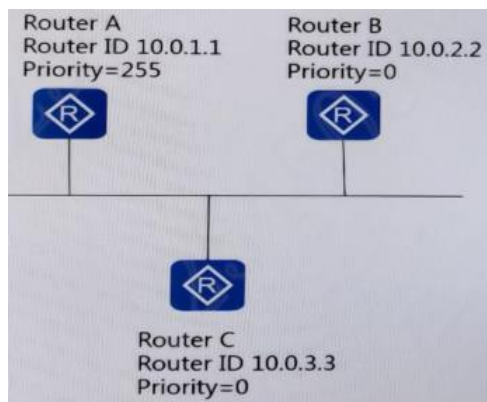 Router A
Router ID 10.0.1.1
Priority=255
Router B
Router ID 10.0.2.2
Priority=0
R
R
R
Router C
Router ID 10.0.3.3
Priority=0